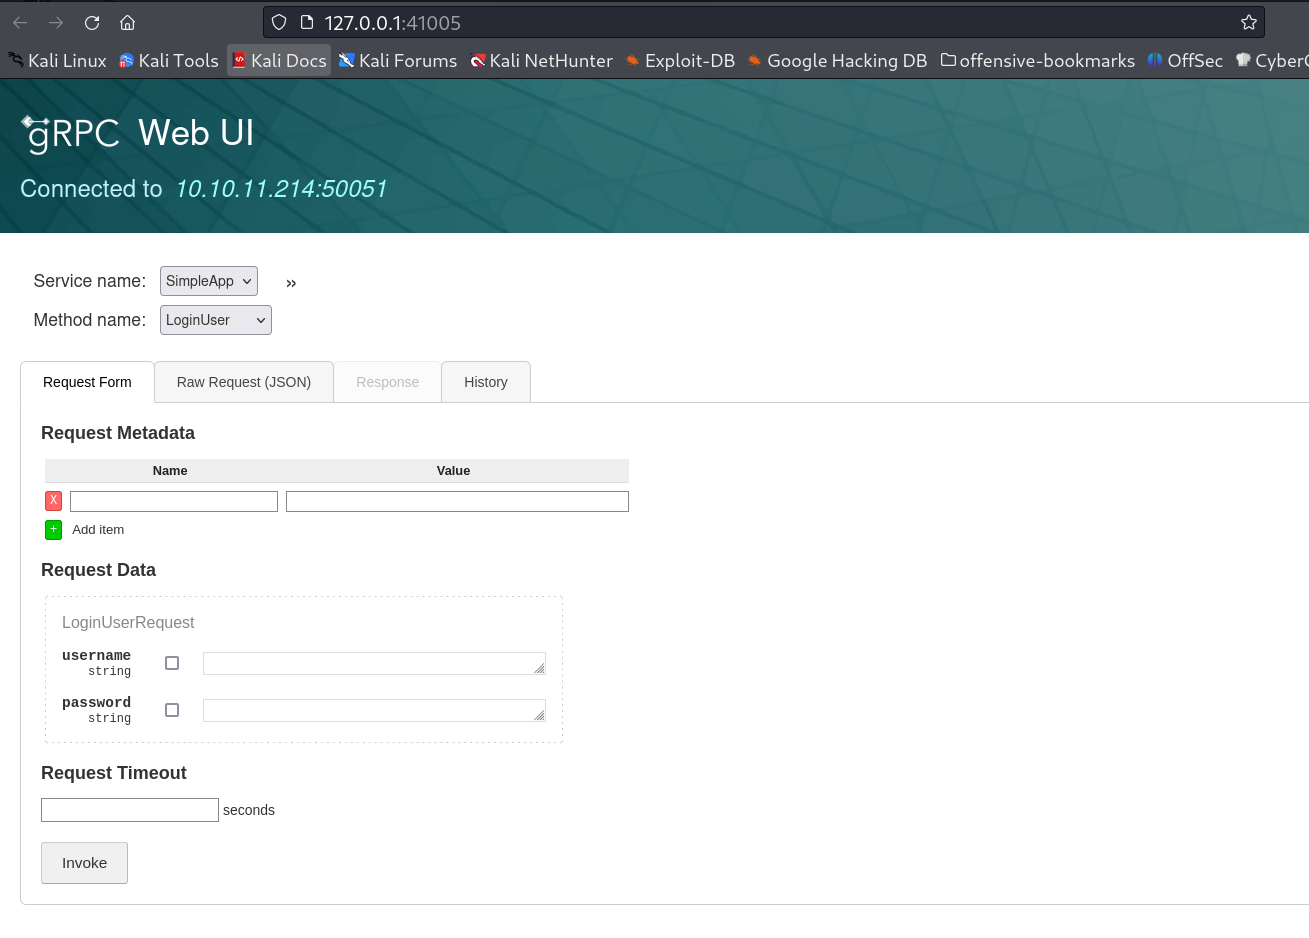 127.0.0.1:41005
Kali Linux Kali Tools Kali Docs Kali Forums Kali NetHunter Exploit-DB Google Hacking DB offensive-bookmarks OffSec
gRPC Web UI
Connected to 10.10.11.214:50051
Service name: SimpleApp »
Method name: LoginUser
Request Form Raw Request (JSON) Response History
Request Metadata
Name Value
X
+ Add item
Request Data
LoginUserRequest
username
string
password
string
Request Timeout
seconds
Invoke